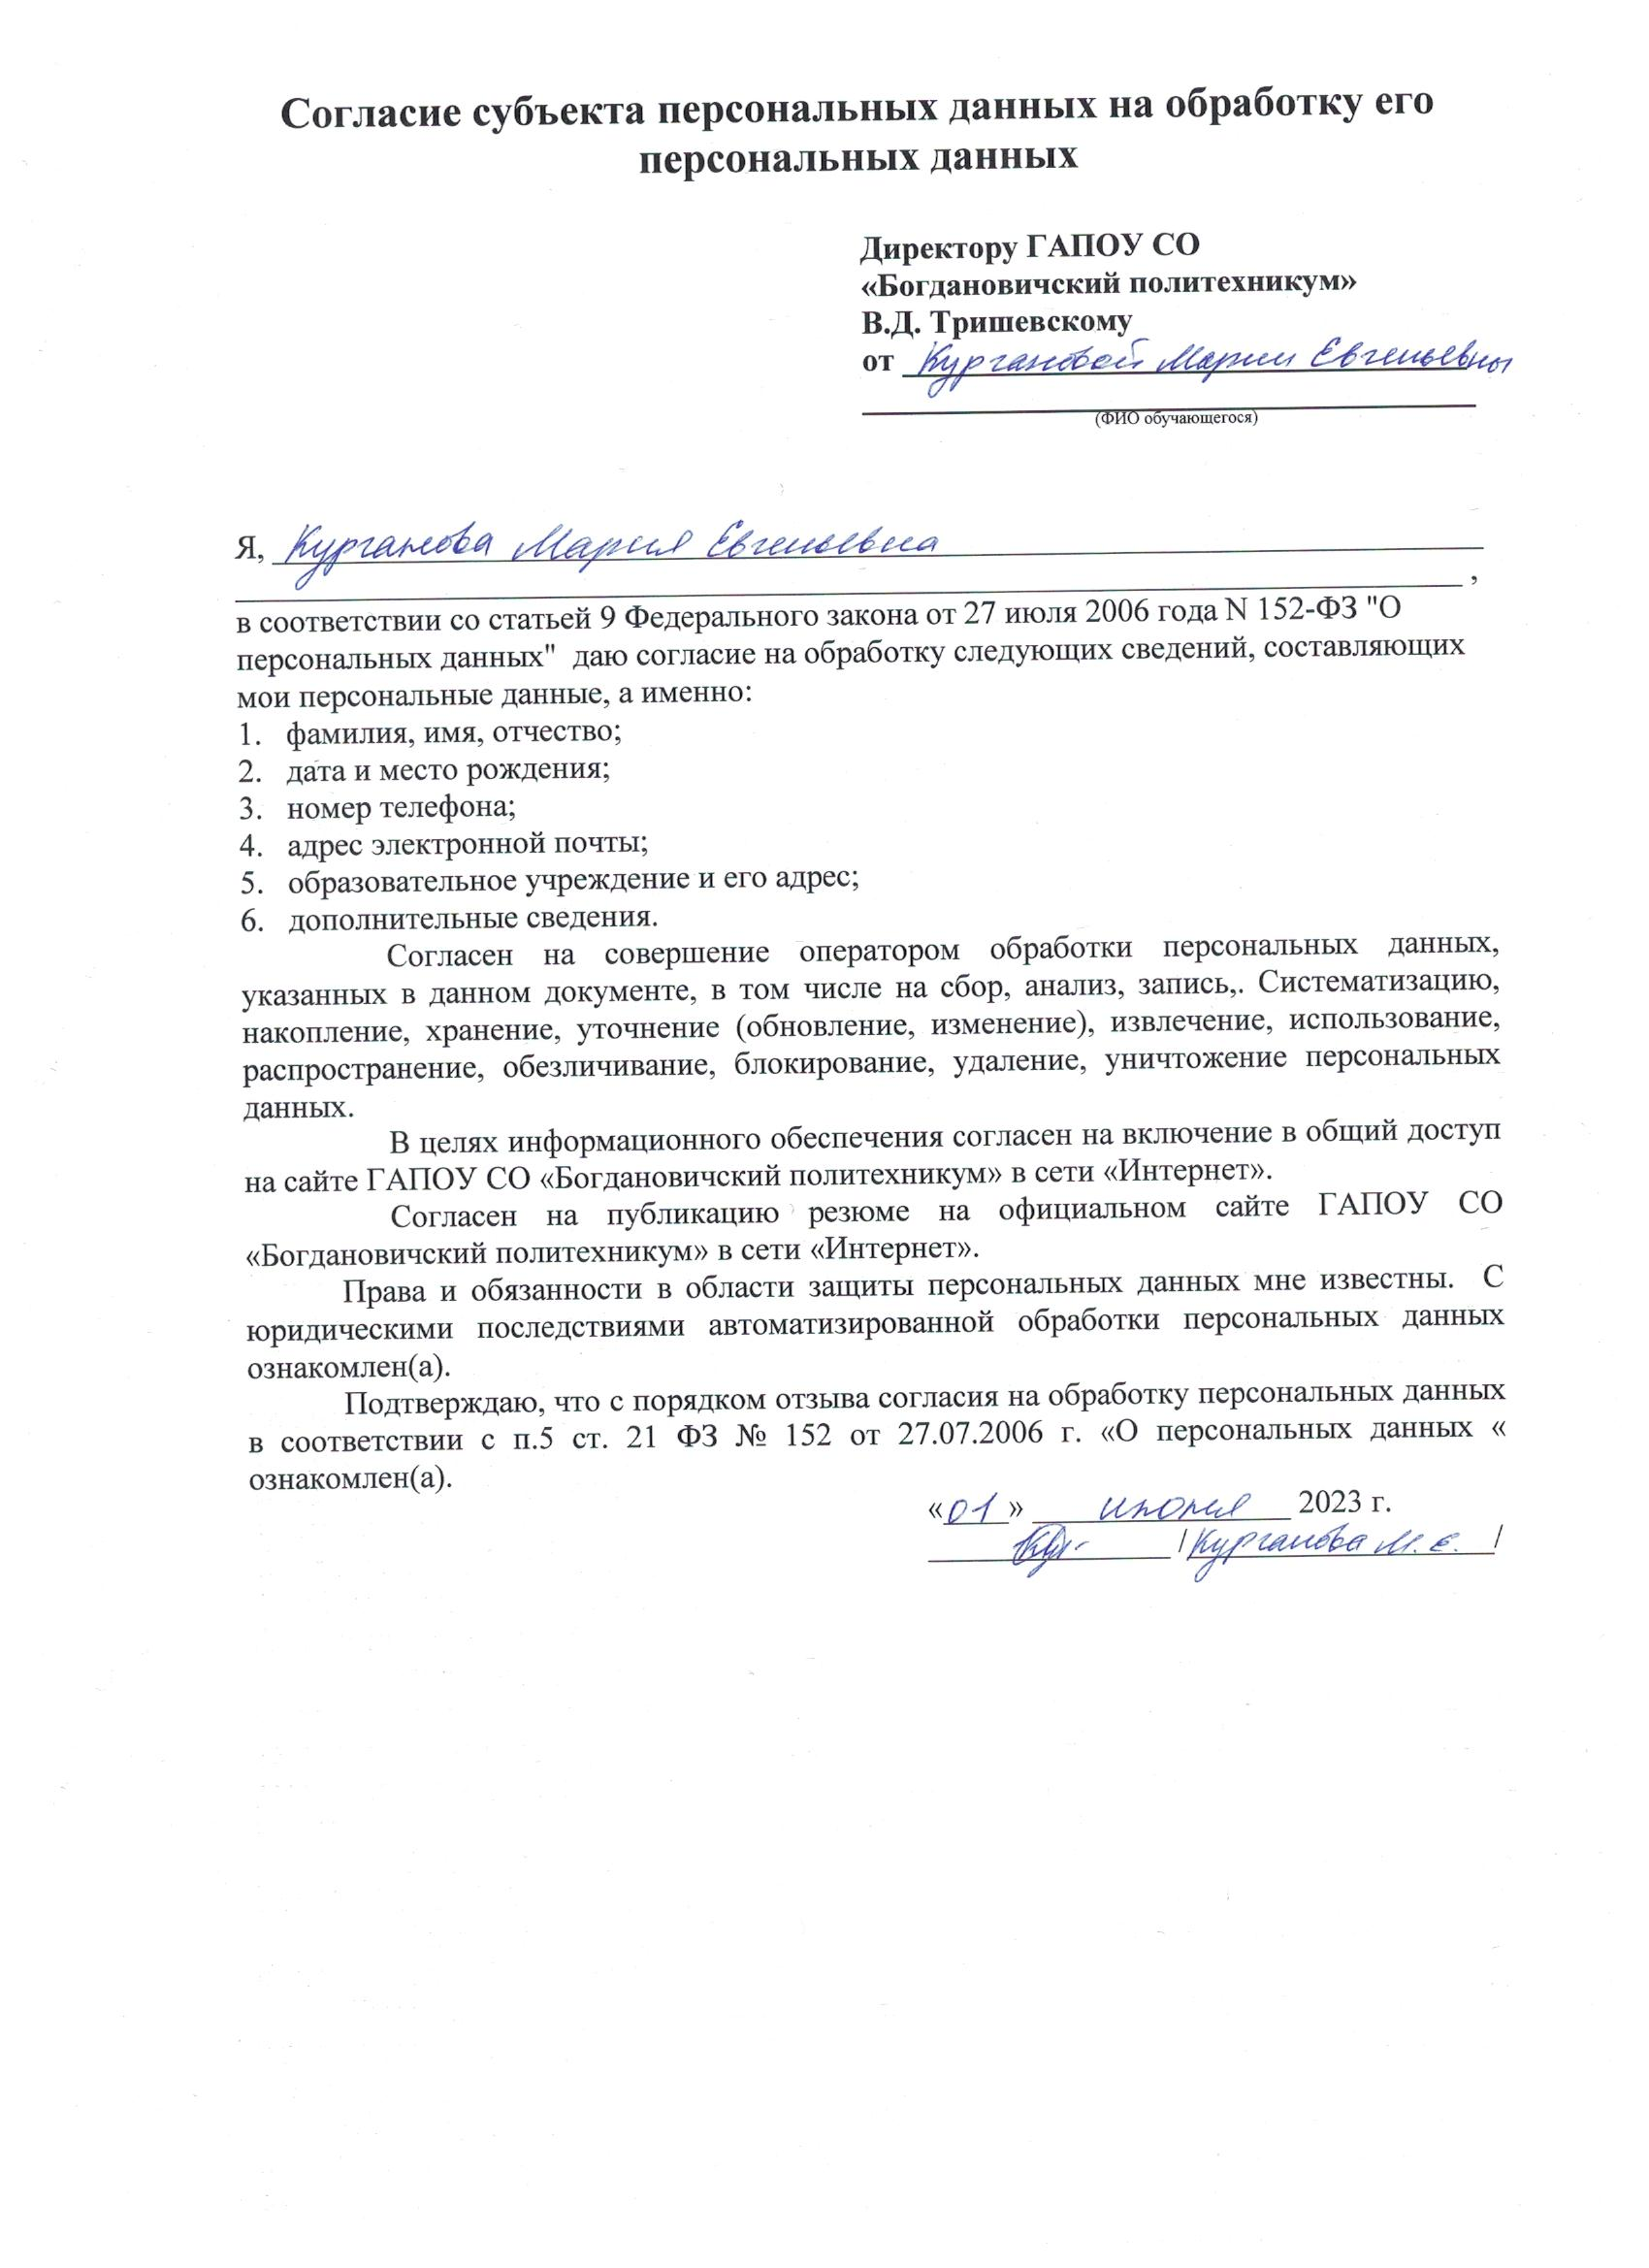 Согласие субъекта персональных данных на обработку его
персональных данных
Директору ГАПОУ СО
«Богдановичский политехникум»
В.Д. Тришевскому
от Кургановой Марии Евгеньевны
(ФИО обучающегося)
Я, Курганова Мария Евгеньевна
,
в соответствии со статьей 9 Федерального закона от 27 июля 2006 года N 152-ФЗ "О
персональных данных" даю согласие на обработку следующих сведений, составляющих
мои персональные данные, а именно:
1. фамилия, имя, отчество;
2. дата и место рождения;
3. номер телефона;
4. адрес электронной почты;
5. образовательное учреждение и его адрес;
6. дополнительные сведения.
Согласен на совершение оператором обработки персональных данных,
указанных в данном документе, в том числе на сбор, анализ, запись,. Систематизацию,
накопление, хранение, уточнение (обновление, изменение), извлечение, использование,
распространение, обезличивание, блокирование, удаление, уничтожение персональных
данных.
В целях информационного обеспечения согласен на включение в общий доступ
на сайте ГАПОУ СО «Богдановичский политехникум» в сети «Интернет».
Согласен на публикацию резюме на официальном сайте ГАПОУ СО
«Богдановичский политехникум» в сети «Интернет».
Права и обязанности в области защиты персональных данных мне известны. С
юридическими последствиями автоматизированной обработки персональных данных
ознакомлен(а).
Подтверждаю, что с порядком отзыва согласия на обработку персональных данных
в соответствии с п.5 ст. 21 ФЗ № 152 от 27.07.2006 г. «О персональных данных «
ознакомлен(а).
«01» 2023 г.
/ Курганова М. Е. /